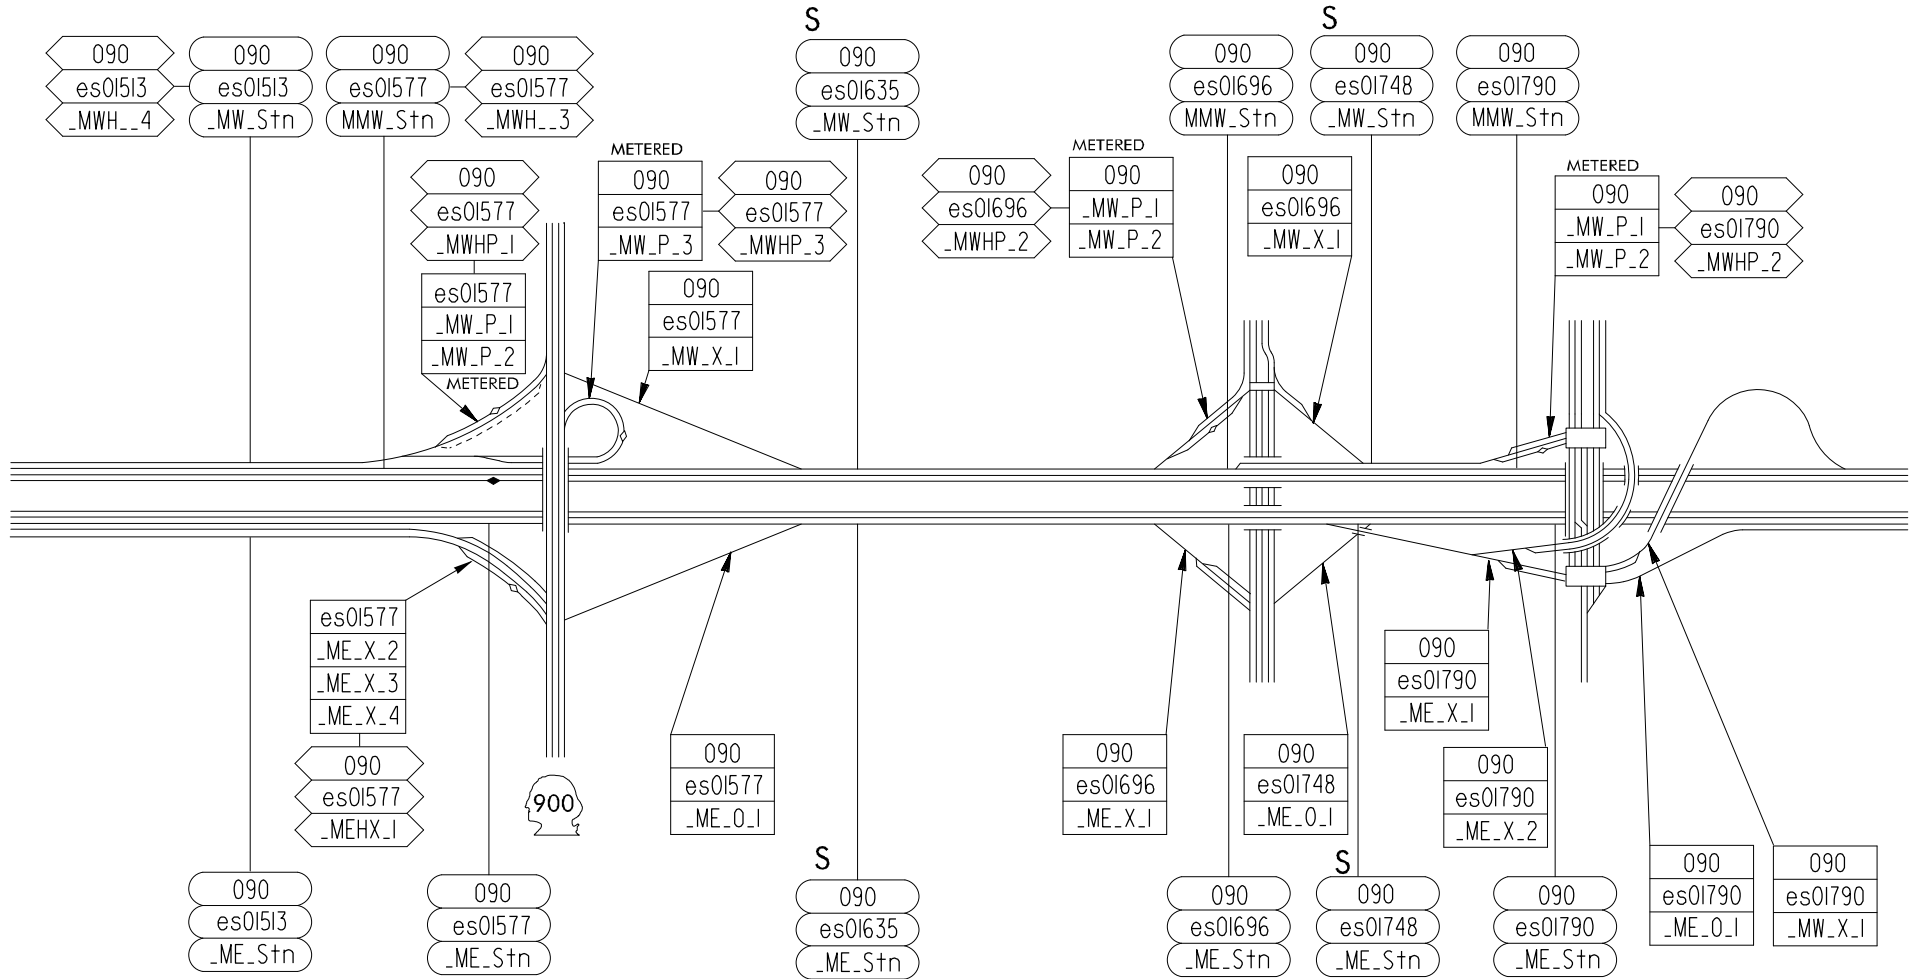 S
S
090
es01513
_MWH__4
090
es01513
_MW_Stn
090
es01577
MMW_Stn
090
es01577
_MWH__3
090
es01635
_MW_Stn
090
es01696
MMW_Stn
090
es01748
_MW_Stn
090
es01790
MMW_Stn
090
es01577
_MWHP_1
es01577
_MW_P_1
_MW_P_2
METERED
METERED
090
es01577
_MW_P_3
090
es01577
_MWHP_3
090
es01577
_MW_X_1
090
es01696
_MWHP_2
METERED
090
_MW_P_1
_MW_P_2
090
es01696
_MW_X_1
METERED
090
_MW_P_1
_MW_P_2
090
es01790
_MWHP_2
es01577
_ME_X_2
_ME_X_3
_ME_X_4
090
es01577
_MEHX_1
900
090
es01577
_ME_O_1
090
es01696
_ME_X_1
090
es01748
_ME_O_1
090
es01790
_ME_X_1
090
es01790
_ME_X_2
090
es01790
_ME_O_1
090
es01790
_MW_X_1
S
S
090
es01513
_ME_Stn
090
es01577
_ME_Stn
090
es01635
_ME_Stn
090
es01696
_ME_Stn
090
es01748
_ME_Stn
090
es01790
_ME_Stn